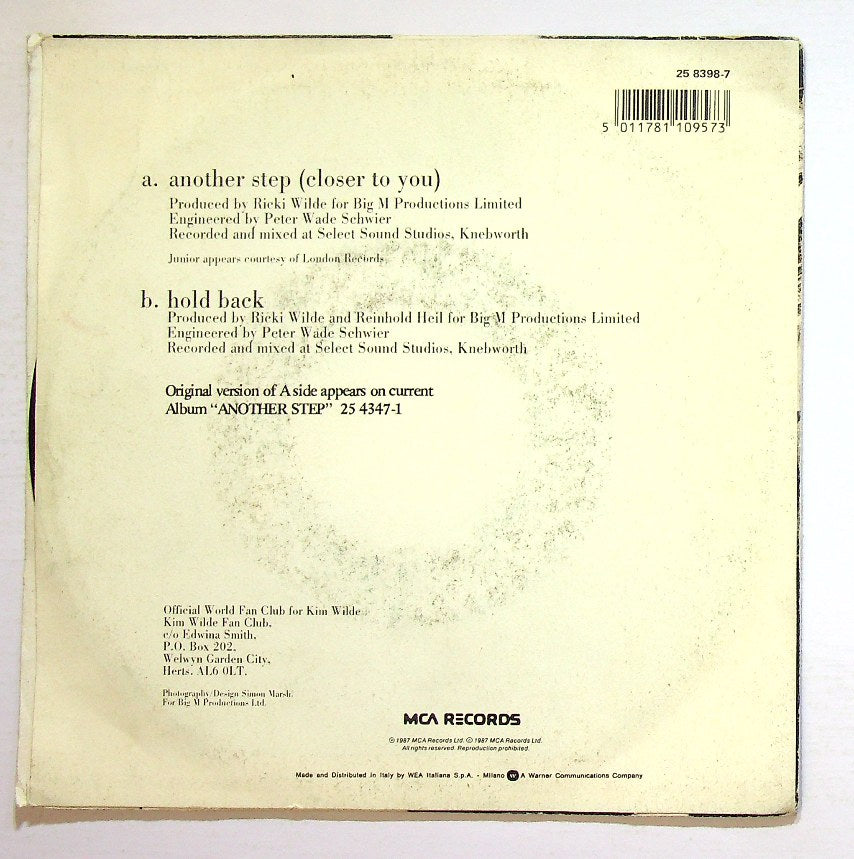 25 8398-7
5 011781 109573
a. another step (closer to you)
Produced by Ricki Wilde for Big M Productions Limited
Engineered by Peter Wade Schwier
Recorded and mixed at Select Sound Studios, Knebworth
Junior appears courtesy of London Records.
b. hold back
Produced by Ricki Wilde and Reinhold Heil for Big M Productions Limited
Engineered by Peter Wade Schwier
Recorded and mixed at Select Sound Studios, Knebworth
Original version of A side appears on current
Album “ANOTHER STEP” 25 4347-1
Official World Fan Club for Kim Wilde.
Kim Wilde Fan Club,
c/o Edwina Smith,
P.O. Box 202,
Welwyn Garden City,
Herts. AL6 0LT.
Photography/Design Simon Marsh.
For Big M Productions Ltd.
MCA RECORDS
℗ 1987 MCA Records Ltd. © 1987 MCA Records Ltd.
All rights reserved. Reproduction prohibited.
Made and Distributed in Italy by WEA Italiana S.p.A. - Milano W A Warner Communications Company